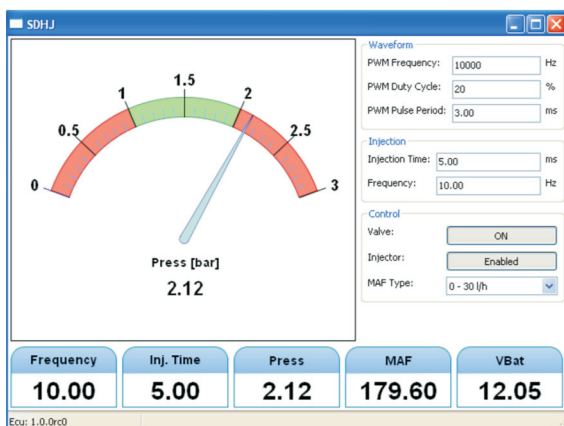 SDHJ
0
0.5
1
1.5
2
2.5
3
Press [bar]
2.12
Waveform
PWM Frequency: 10000 Hz
PWM Duty Cycle: 20 %
PWM Pulse Period: 3.00 ms
Injection
Injection Time: 5.00 ms
Frequency: 10.00 Hz
Control
Valve: ON
Injector: Enabled
MAF Type: 0 - 30 l/h
Frequency Inj. Time Press MAF VBat
10.00 5.00 2.12 179.60 12.05
Ecu: 1.0.0rc0